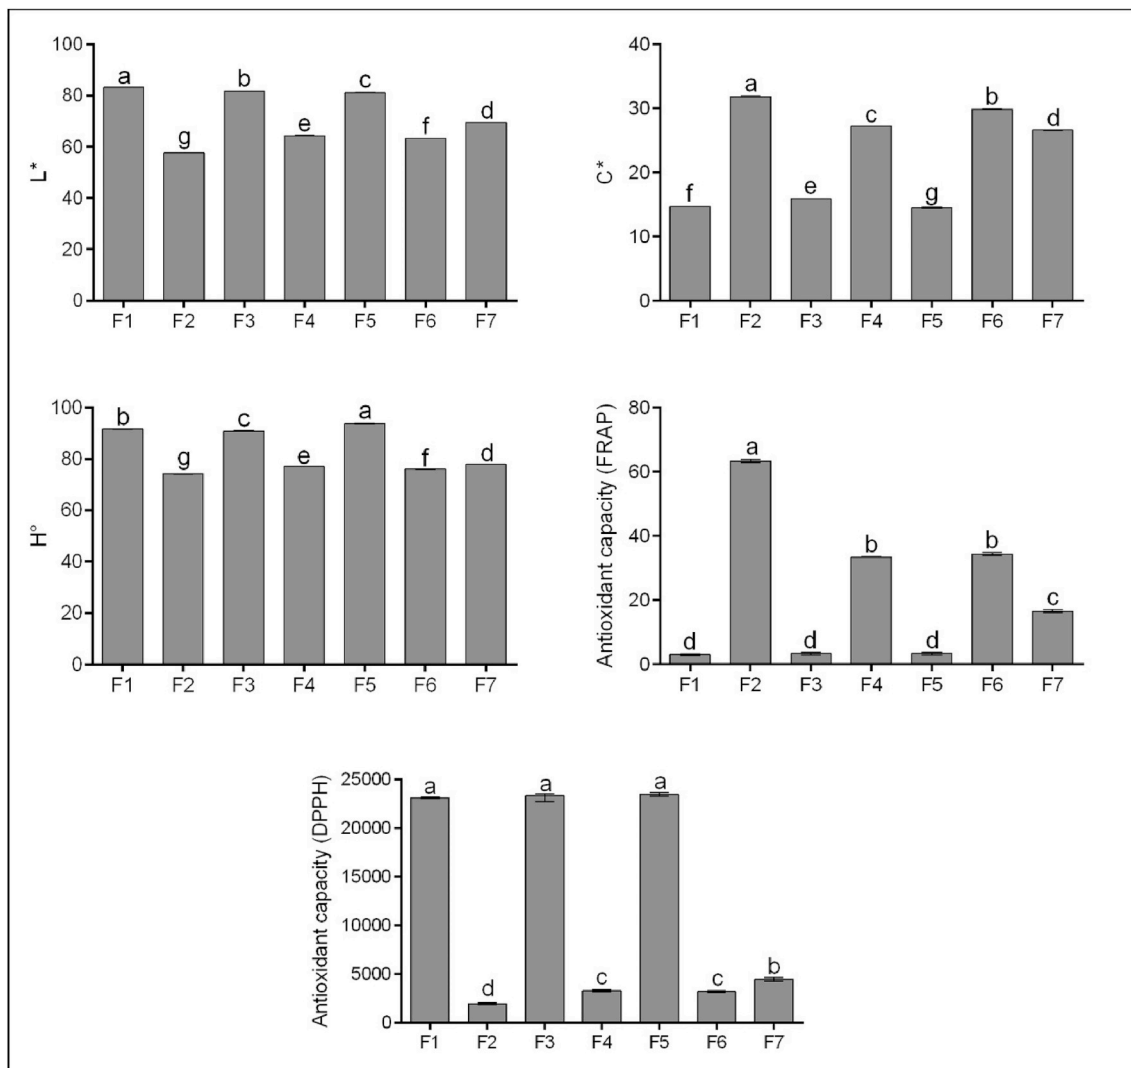 100
80
60
40
20
0
L*
a
g
b
e
c
f
d
F1 F2 F3 F4 F5 F6 F7
40
30
20
10
0
C*
f
a
e
c
g
b
d
F1 F2 F3 F4 F5 F6 F7
100
80
60
40
20
0
H°
b
g
c
e
a
f
d
F1 F2 F3 F4 F5 F6 F7
80
60
40
20
0
Antioxidant capacity (FRAP)
d
a
d
b
d
b
c
F1 F2 F3 F4 F5 F6 F7
25000
20000
15000
10000
5000
0
Antioxidant capacity (DPPH)
a
d
a
c
a
c
b
F1 F2 F3 F4 F5 F6 F7